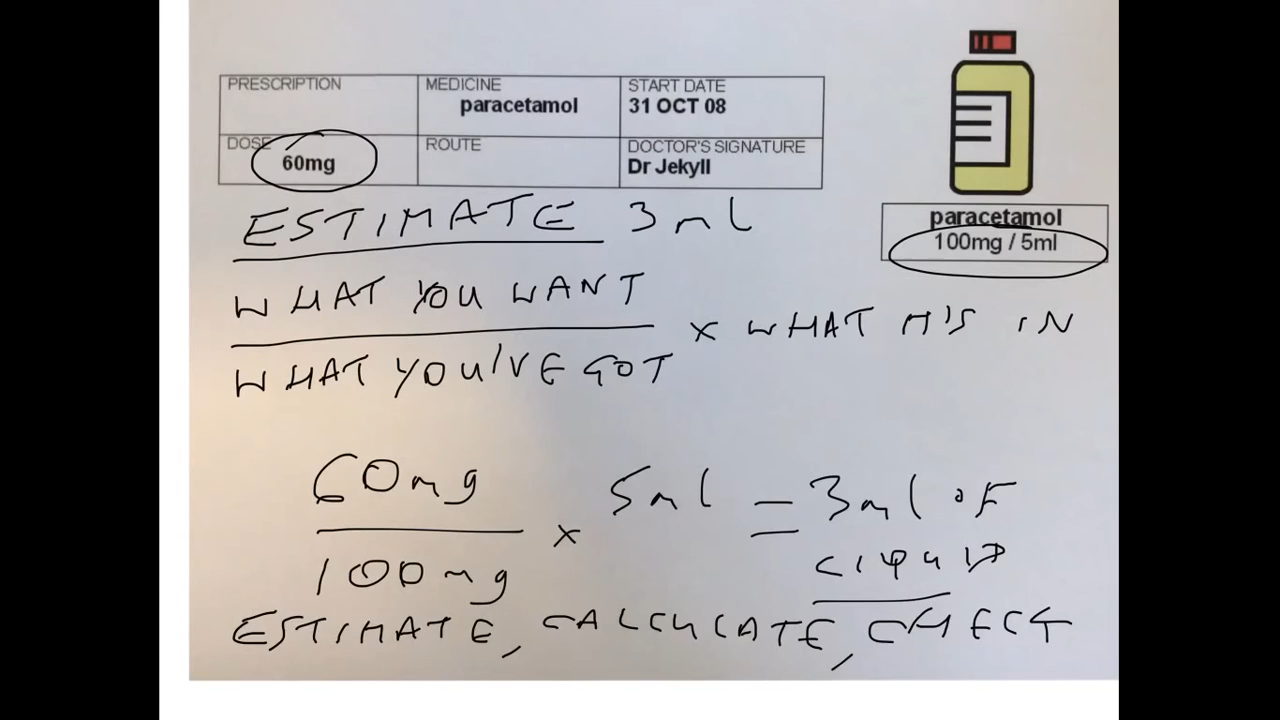 PRESCRIPTION MEDICINE START DATE
paracetamol 31 OCT 08
DOSE ROUTE DOCTOR'S SIGNATURE
60mg Dr Jekyll
paracetamol
100mg / 5ml
ESTIMATE 3ml
WHAT YOU WANT
WHAT YOU'VE GOT
x WHAT IT'S IN
60mg
100mg
x 5ml = 3ml OF
LIQUID
ESTIMATE, CALCULATE, CHECK